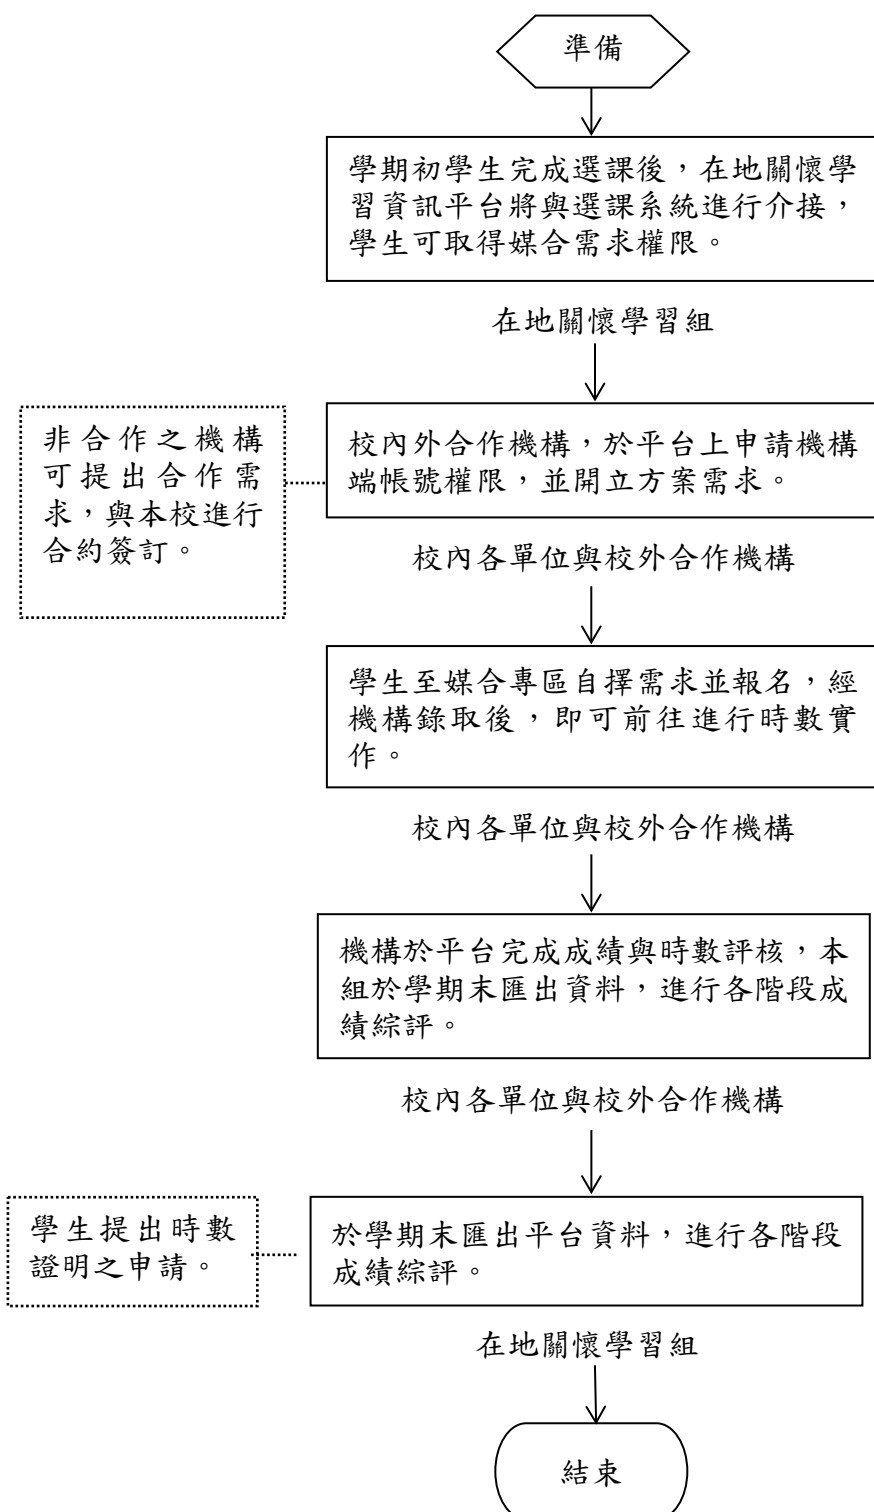 準備
學期初學生完成選課後，在地關懷學
習資訊平台將與選課系統進行介接，
學生可取得媒合需求權限。
在地關懷學習組
非合作之機構
可提出合作需
求，與本校進行
合約簽訂。
校內外合作機構，於平台上申請機構
端帳號權限，並開立方案需求。
校內各單位與校外合作機構
學生至媒合專區自擇需求並報名，經
機構錄取後，即可前往進行時數實
作。
校內各單位與校外合作機構
機構於平台完成成績與時數評核，本
組於學期末匯出資料，進行各階段成
績綜評。
校內各單位與校外合作機構
學生提出時數
證明之申請。
於學期末匯出平台資料，進行各階段
成績綜評。
在地關懷學習組
結束